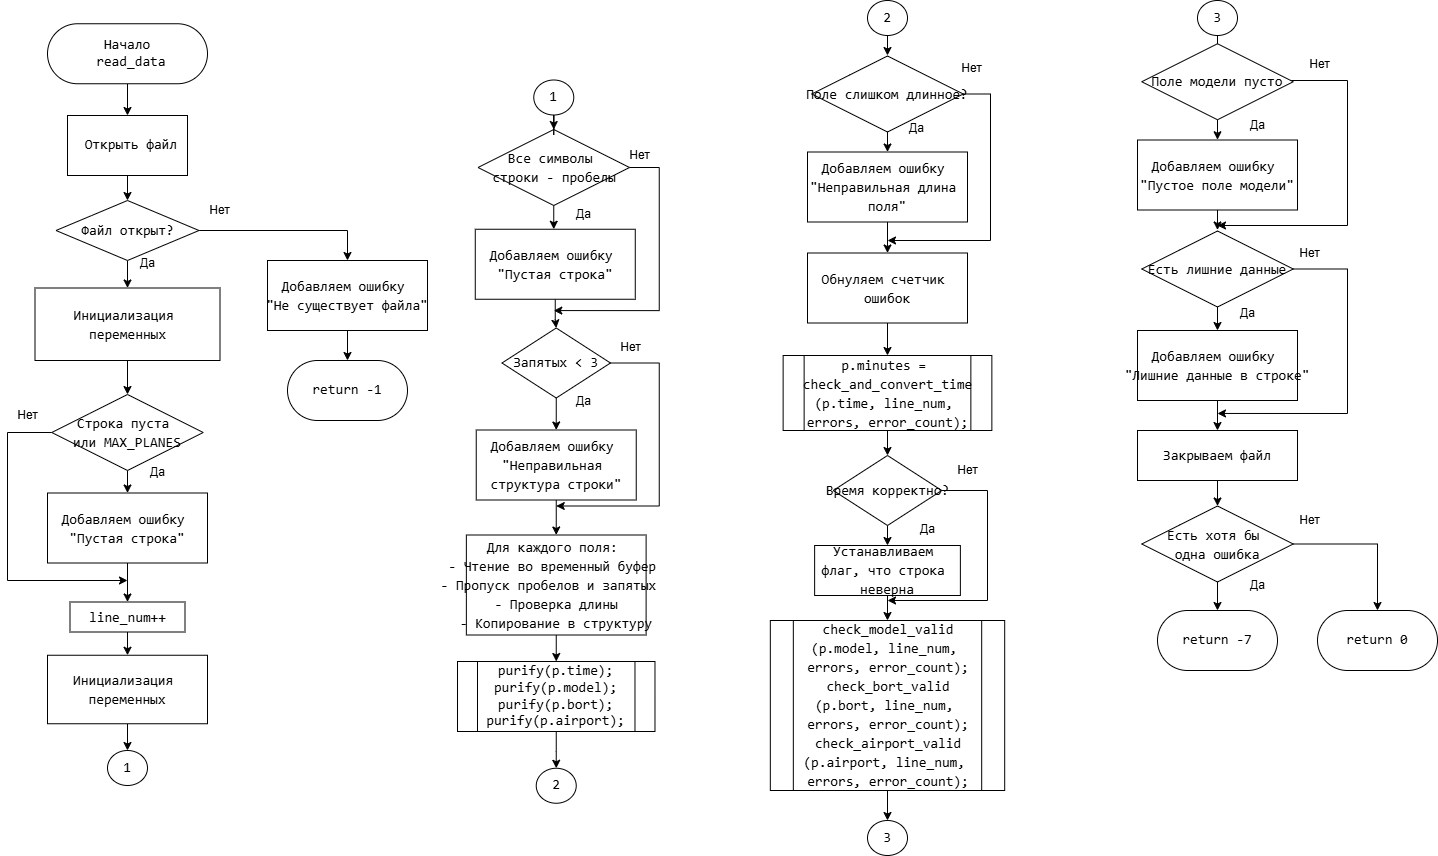 Начало
read_data
Открыть файл
Файл открыт?
Нет
Да
Добавляем ошибку
"Не существует файла"
return -1
Инициализация
переменных
Нет
Строка пуста
или MAX_PLANES
Да
Добавляем ошибку
"Пустая строка"
line_num++
Инициализация
переменных
1
1
Все символы
строки - пробелы
Нет
Да
Добавляем ошибку
"Пустая строка"
Запятых < 3
Нет
Да
Добавляем ошибку
"Неправильная
структура строки"
Для каждого поля:
- Чтение во временный буфер
- Пропуск пробелов и запятых
- Проверка длины
- Копирование в структуру
purify(p.time);
purify(p.model);
purify(p.bort);
purify(p.airport);
2
2
Поле слишком длинное?
Нет
Да
Добавляем ошибку
"Неправильная длина
поля"
Обнуляем счетчик
ошибок
p.minutes =
check_and_convert_time
(p.time, line_num,
errors, error_count);
Время корректно?
Нет
Да
Устанавливаем
флаг, что строка
неверна
check_model_valid
(p.model, line_num,
errors, error_count);
check_bort_valid
(p.bort, line_num,
errors, error_count);
check_airport_valid
(p.airport, line_num,
errors, error_count);
3
3
Поле модели пусто
Нет
Да
Добавляем ошибку
"Пустое поле модели"
Есть лишние данные
Нет
Да
Добавляем ошибку
"Лишние данные в строке"
Закрываем файл
Есть хотя бы
одна ошибка
Нет
Да
return -7
return 0